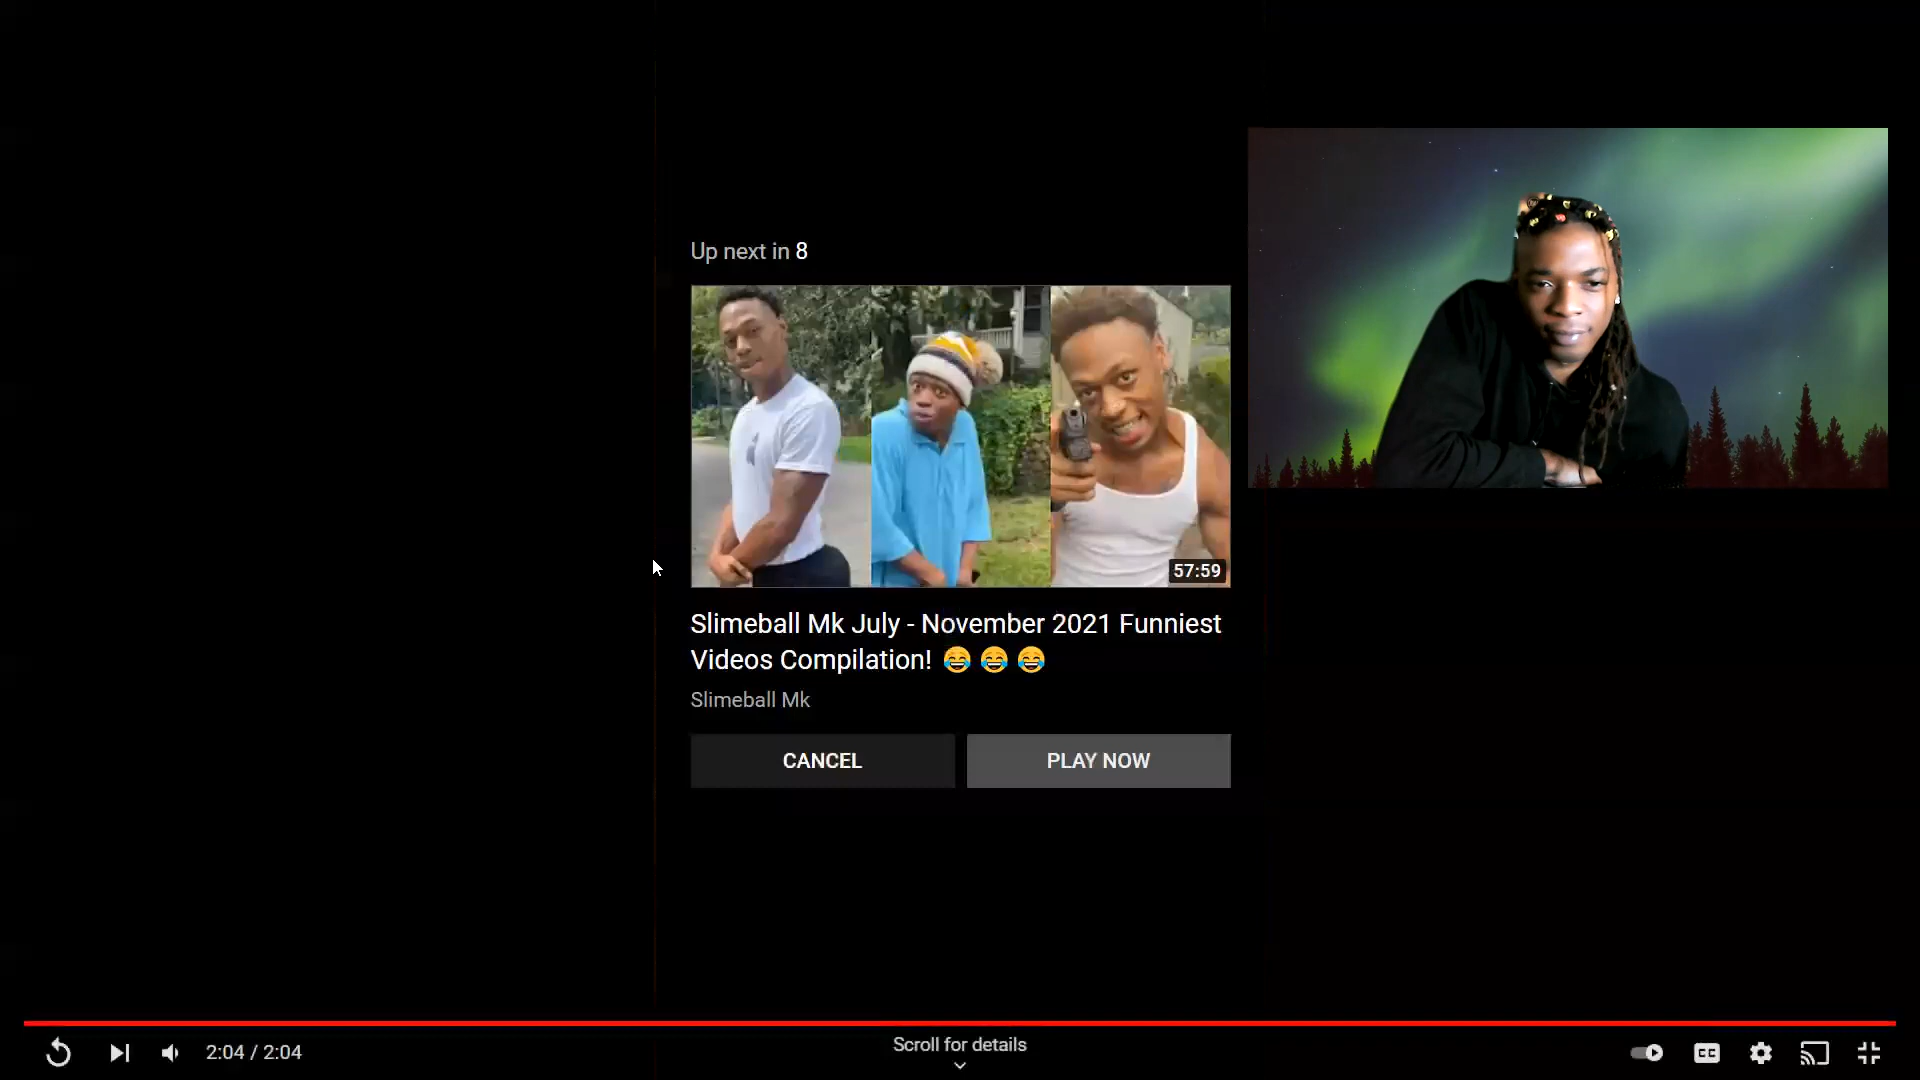 Up next in 8
57:59
Slimeball Mk July - November 2021 Funniest
Videos Compilation! 😂 😂 😂
Slimeball Mk
CANCEL
PLAY NOW
2:04 / 2:04
Scroll for details
CC